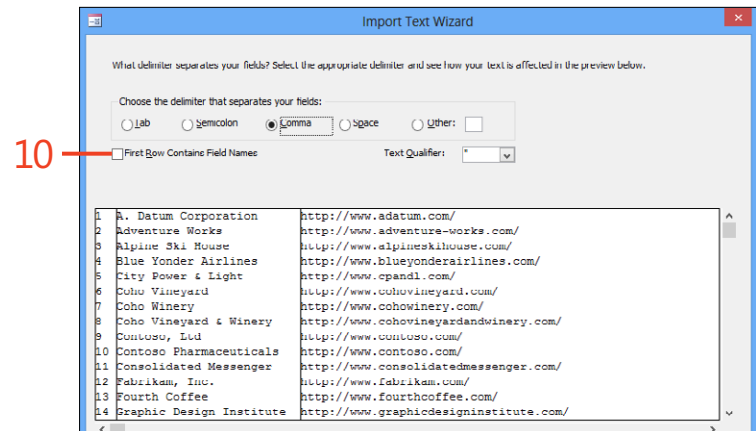 Import Text Wizard
What delimiter separates your fields? Select the appropriate delimiter and see how your text is affected in the preview below.
Choose the delimiter that separates your fields:
Tab Semicolon Comma Space Other:
10 First Row Contains Field Names Text Qualifier: "
1 A. Datum Corporation http://www.adatum.com/
2 Adventure Works http://www.adventure-works.com/
3 Alpine Ski House http://www.alpineskihouse.com/
4 Blue Yonder Airlines http://www.blueyonderairlines.com/
5 City Power & Light http://www.cpandl.com/
6 Coho Vineyard http://www.cohovineyard.com/
7 Coho Winery http://www.cohowinery.com/
8 Coho Vineyard & Winery http://www.cohovineyardandwinery.com/
9 Contoso, Ltd http://www.contoso.com/
10 Contoso Pharmaceuticals http://www.contoso.com/
11 Consolidated Messenger http://www.consolidatedmessenger.com/
12 Fabrikam, Inc. http://www.fabrikam.com/
13 Fourth Coffee http://www.fourthcoffee.com/
14 Graphic Design Institute http://www.graphicdesigninstitute.com/